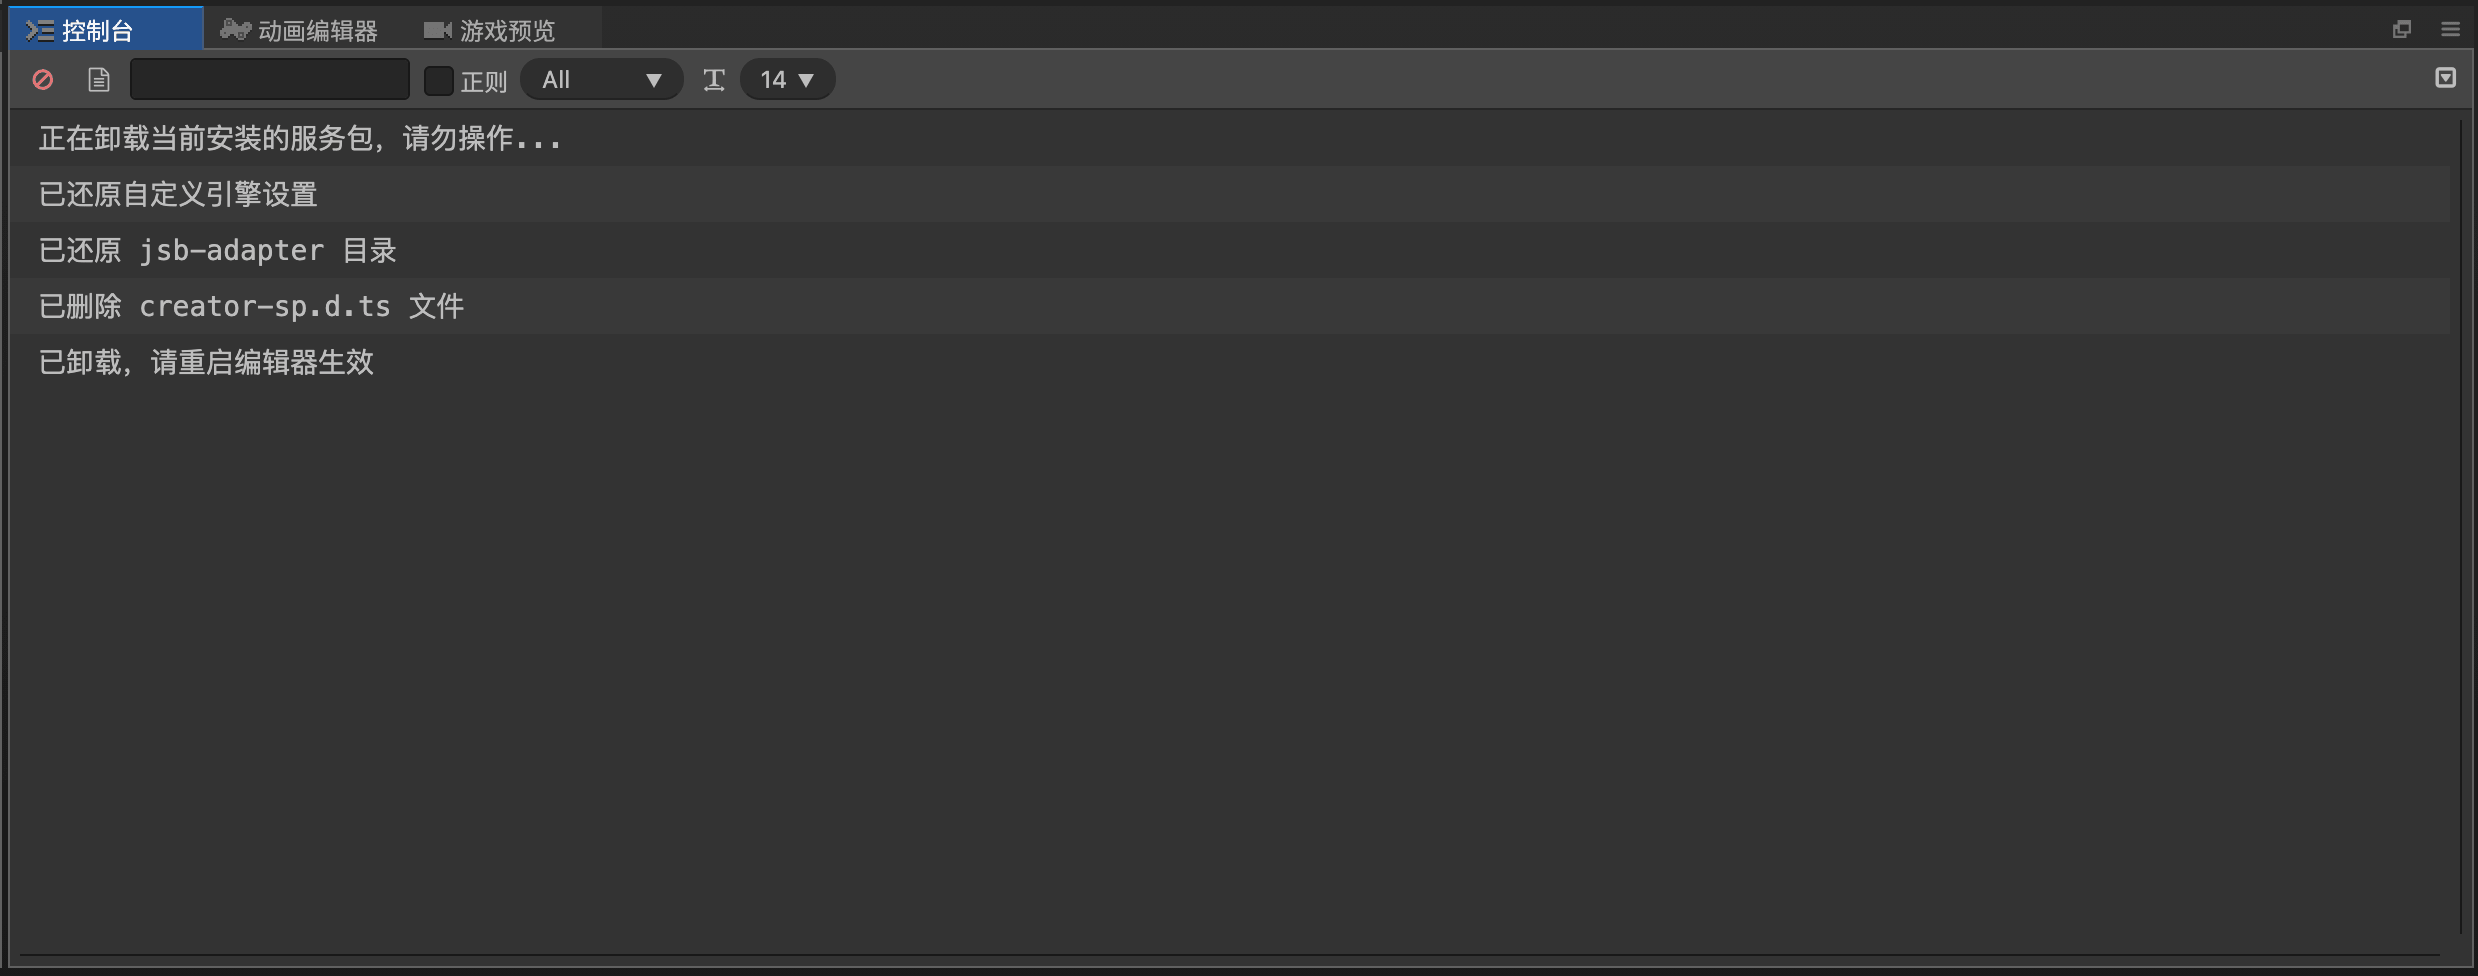 控制台 动画编辑器 游戏预览
正则 All 14
正在卸载当前安装的服务包，请勿操作...
已还原自定义引擎设置
已还原 jsb-adapter 目录
已删除 creator-sp.d.ts 文件
已卸载，请重启编辑器生效